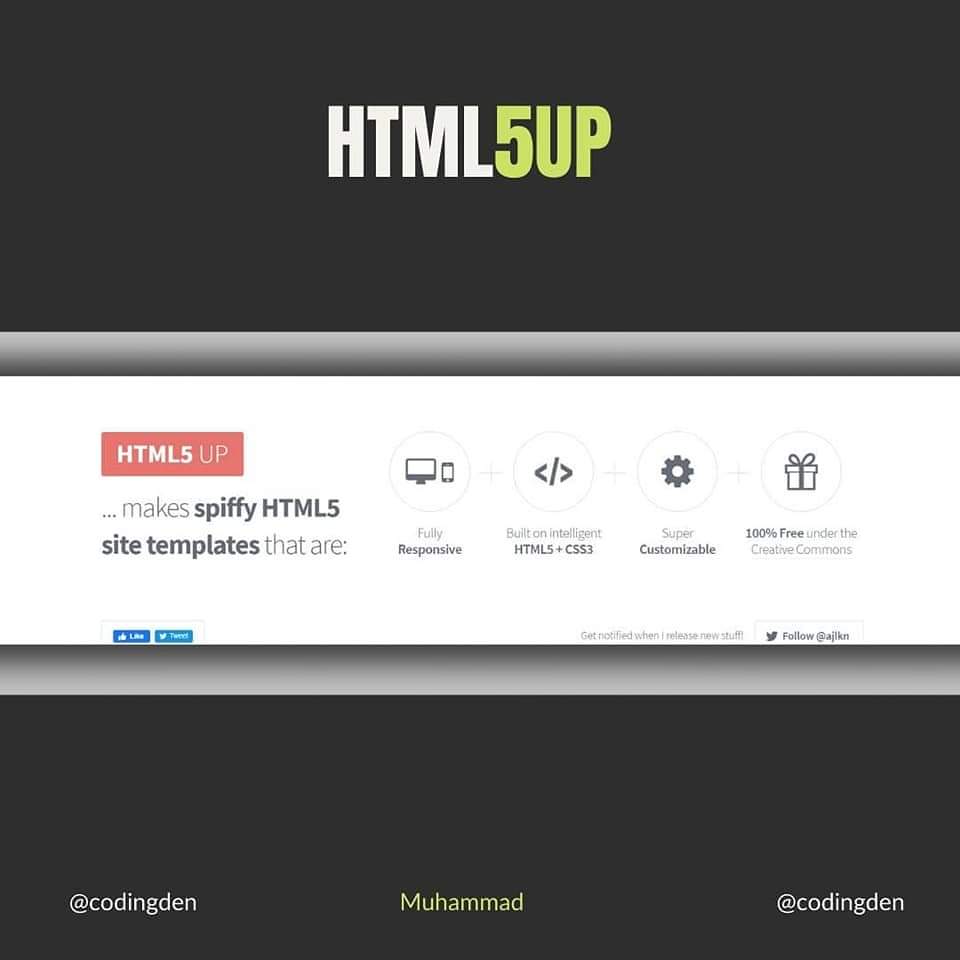 HTML5UP
HTML5 UP
... makes spiffy HTML5
site templates that are:
Fully
Responsive
Built on intelligent
HTML5 + CSS3
Super
Customizable
100% Free under the
Creative Commons
Like
Tweet
Get notified when I release new stuff!
Follow @ajlkn
@codingden
Muhammad
@codingden